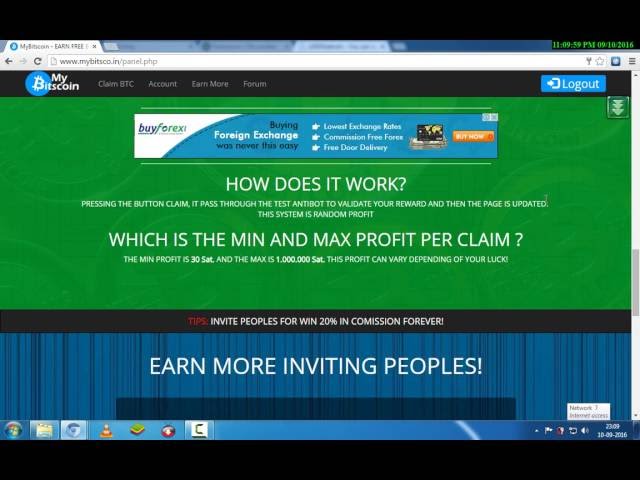 11:09:59 PM 09/10/2016
MyBitscoin - EARN FREE
www.mybitsco.in/panel.php
My Bitscoin
Claim BTC
Account
Earn More
Forum
Logout
buyforex
Buying
Foreign Exchange
was never this easy
Lowest Exchange Rates
Commission Free Forex
Free Door Delivery
BUY NOW
HOW DOES IT WORK?
PRESSING THE BUTTON CLAIM, IT PASS THROUGH THE TEST ANTIBOT TO VALIDATE YOUR REWARD AND THEN THE PAGE IS UPDATED.
THIS SYSTEM IS RANDOM PROFIT
WHICH IS THE MIN AND MAX PROFIT PER CLAIM ?
THE MIN PROFIT IS 30 Sat. AND THE MAX IS 1.000.000 Sat. THIS PROFIT CAN VARY DEPENDING OF YOUR LUCK!
TIPS: INVITE PEOPLES FOR WIN 20% IN COMISSION FOREVER!
EARN MORE INVITING PEOPLES!
Network 7
Internet access
23:09
10-09-2016